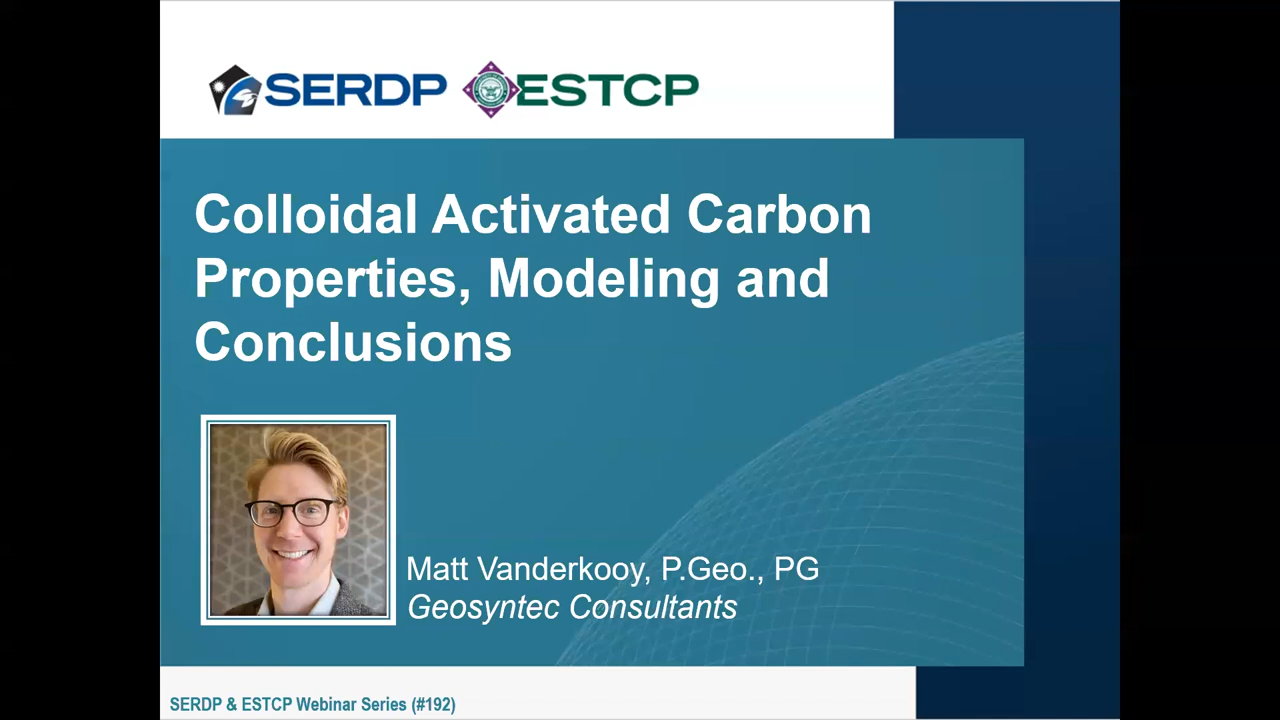 SERDP ESTCP
Colloidal Activated Carbon
Properties, Modeling and
Conclusions
Matt Vanderkooy, P.Geo., PG
Geosyntec Consultants
SERDP & ESTCP Webinar Series (#192)